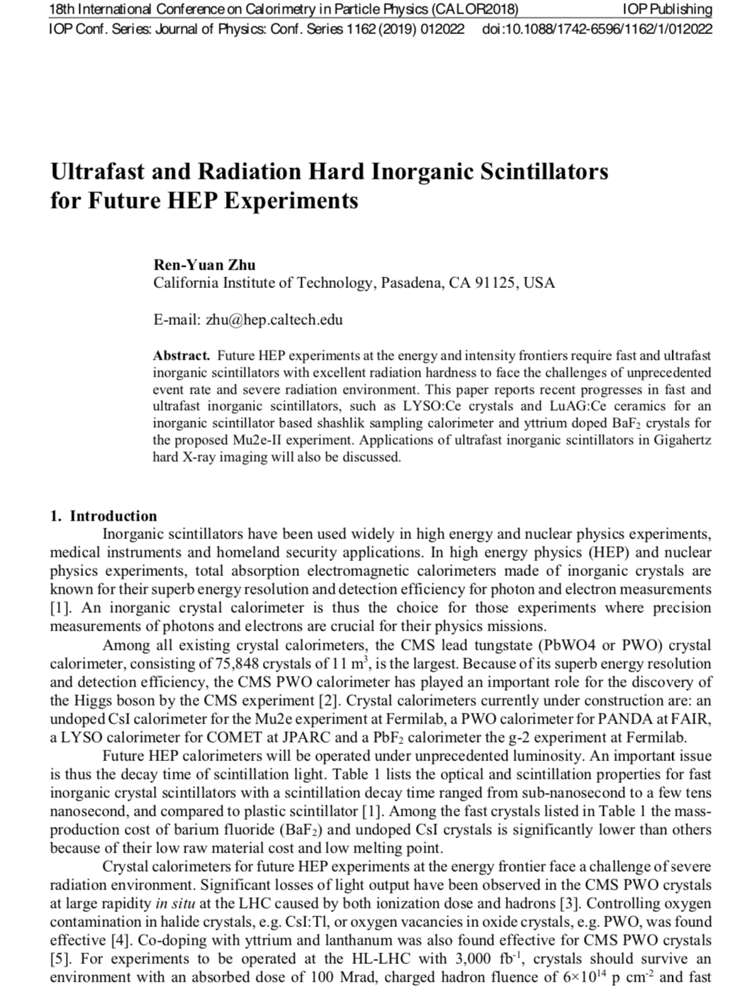 18th International Conference on Calorimetry in Particle Physics (CALOR2018) IOP Publishing
IOP Conf. Series: Journal of Physics: Conf. Series 1162 (2019) 012022 doi:10.1088/1742-6596/1162/1/012022
Ultrafast and Radiation Hard Inorganic Scintillators
for Future HEP Experiments
Ren-Yuan Zhu
California Institute of Technology, Pasadena, CA 91125, USA
E-mail: zhu@hep.caltech.edu
Abstract. Future HEP experiments at the energy and intensity frontiers require fast and ultrafast
inorganic scintillators with excellent radiation hardness to face the challenges of unprecedented
event rate and severe radiation environment. This paper reports recent progresses in fast and
ultrafast inorganic scintillators, such as LYSO:Ce crystals and LuAG:Ce ceramics for an
inorganic scintillator based shashlik sampling calorimeter and yttrium doped BaF₂ crystals for
the proposed Mu2e-II experiment. Applications of ultrafast inorganic scintillators in Gigahertz
hard X-ray imaging will also be discussed.
1. Introduction
Inorganic scintillators have been used widely in high energy and nuclear physics experiments,
medical instruments and homeland security applications. In high energy physics (HEP) and nuclear
physics experiments, total absorption electromagnetic calorimeters made of inorganic crystals are
known for their superb energy resolution and detection efficiency for photon and electron measurements
[1]. An inorganic crystal calorimeter is thus the choice for those experiments where precision
measurements of photons and electrons are crucial for their physics missions.
Among all existing crystal calorimeters, the CMS lead tungstate (PbWO4 or PWO) crystal
calorimeter, consisting of 75,848 crystals of 11 m³, is the largest. Because of its superb energy resolution
and detection efficiency, the CMS PWO calorimeter has played an important role for the discovery of
the Higgs boson by the CMS experiment [2]. Crystal calorimeters currently under construction are: an
undoped CsI calorimeter for the Mu2e experiment at Fermilab, a PWO calorimeter for PANDA at FAIR,
a LYSO calorimeter for COMET at JPARC and a PbF₂ calorimeter the g-2 experiment at Fermilab.
Future HEP calorimeters will be operated under unprecedented luminosity. An important issue
is thus the decay time of scintillation light. Table 1 lists the optical and scintillation properties for fast
inorganic crystal scintillators with a scintillation decay time ranged from sub-nanosecond to a few tens
nanosecond, and compared to plastic scintillator [1]. Among the fast crystals listed in Table 1 the mass-
production cost of barium fluoride (BaF₂) and undoped CsI crystals is significantly lower than others
because of their low raw material cost and low melting point.
Crystal calorimeters for future HEP experiments at the energy frontier face a challenge of severe
radiation environment. Significant losses of light output have been observed in the CMS PWO crystals
at large rapidity in situ at the LHC caused by both ionization dose and hadrons [3]. Controlling oxygen
contamination in halide crystals, e.g. CsI:Tl, or oxygen vacancies in oxide crystals, e.g. PWO, was found
effective [4]. Co-doping with yttrium and lanthanum was also found effective for CMS PWO crystals
[5]. For experiments to be operated at the HL-LHC with 3,000 fb⁻¹, crystals should survive an
environment with an absorbed dose of 100 Mrad, charged hadron fluence of 6×10¹⁴ p cm⁻² and fast